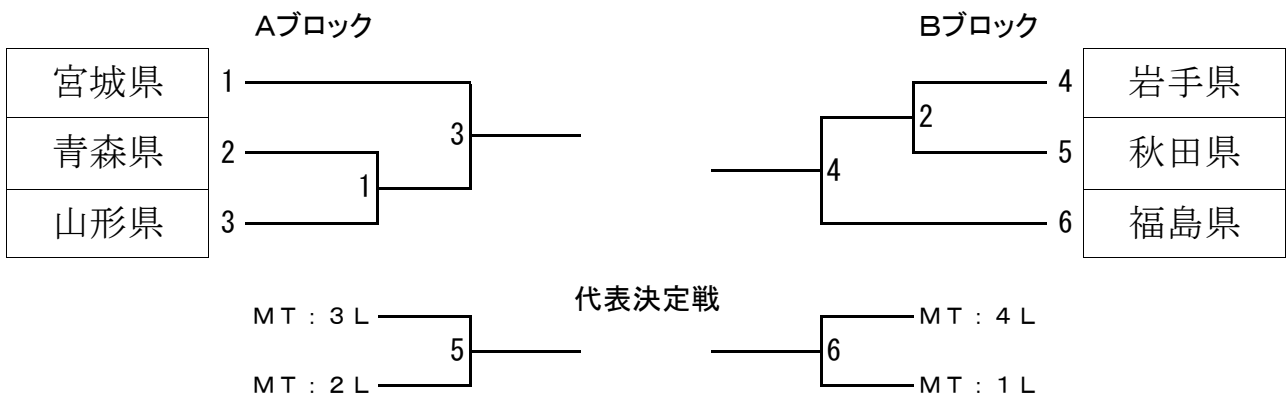 Aブロック Bブロック
宮城県 1 4 岩手県
3 2
青森県 2 5 秋田県
1 4
山形県 3 6 福島県
代表決定戦
ＭＴ：３Ｌ ＭＴ：４Ｌ
5 6
ＭＴ：２Ｌ ＭＴ：１Ｌ